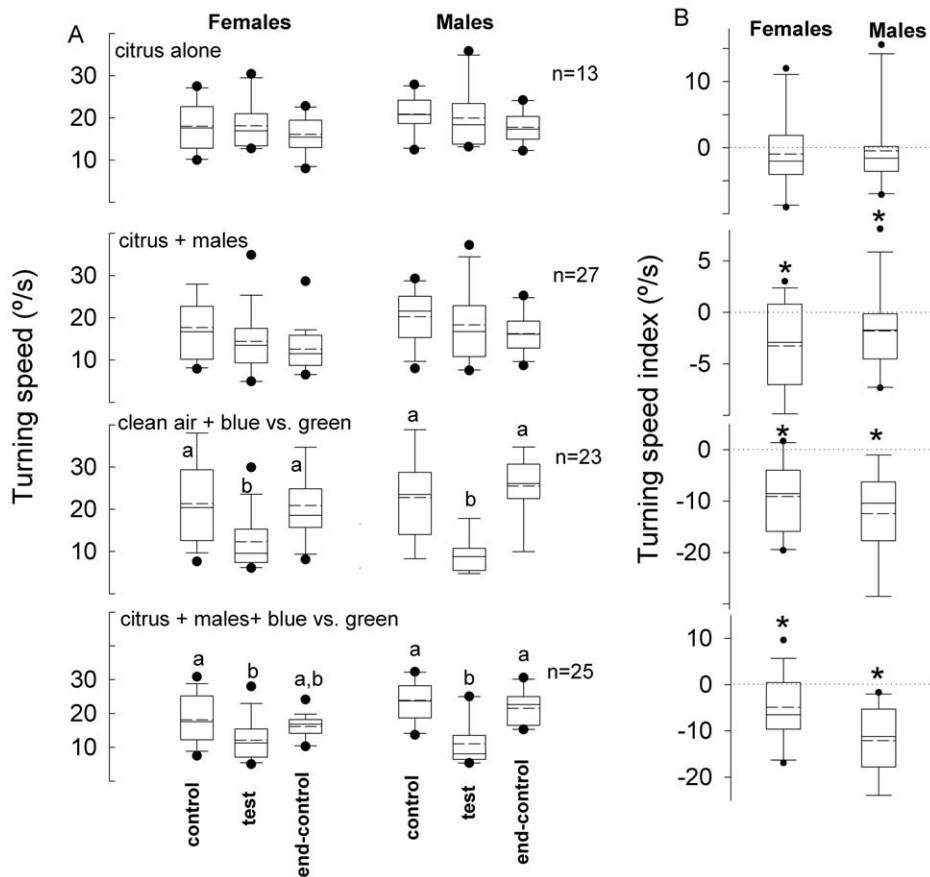 A
Females
Males
B
Females
Males
Turning speed (º/s)
citrus alone
n=13
30
20
10
citrus + males
n=27
30
20
10
clean air + blue vs. green
n=23
30
20
10
a
b
a
a
b
a
citrus + males+ blue vs. green
n=25
30
20
10
a
b
a,b
a
b
a
control
test
end-control
control
test
end-control
Turning speed index (º/s)
10
0
*
*
5
0
-5
*
*
0
-10
-20
*
*
10
0
-10
-20